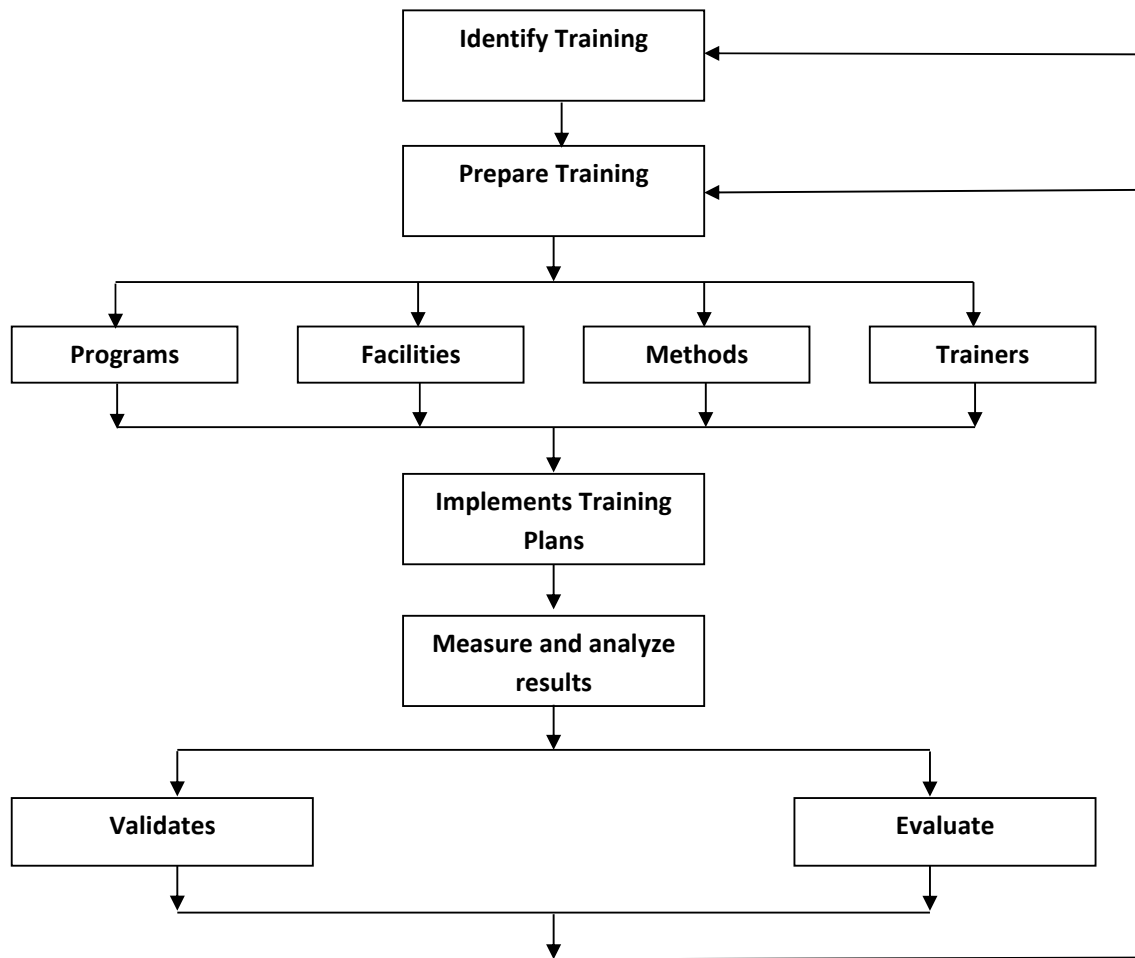 Identify Training
Prepare Training
Programs
Facilities
Methods
Trainers
Implements Training
Plans
Measure and analyze
results
Validates
Evaluate